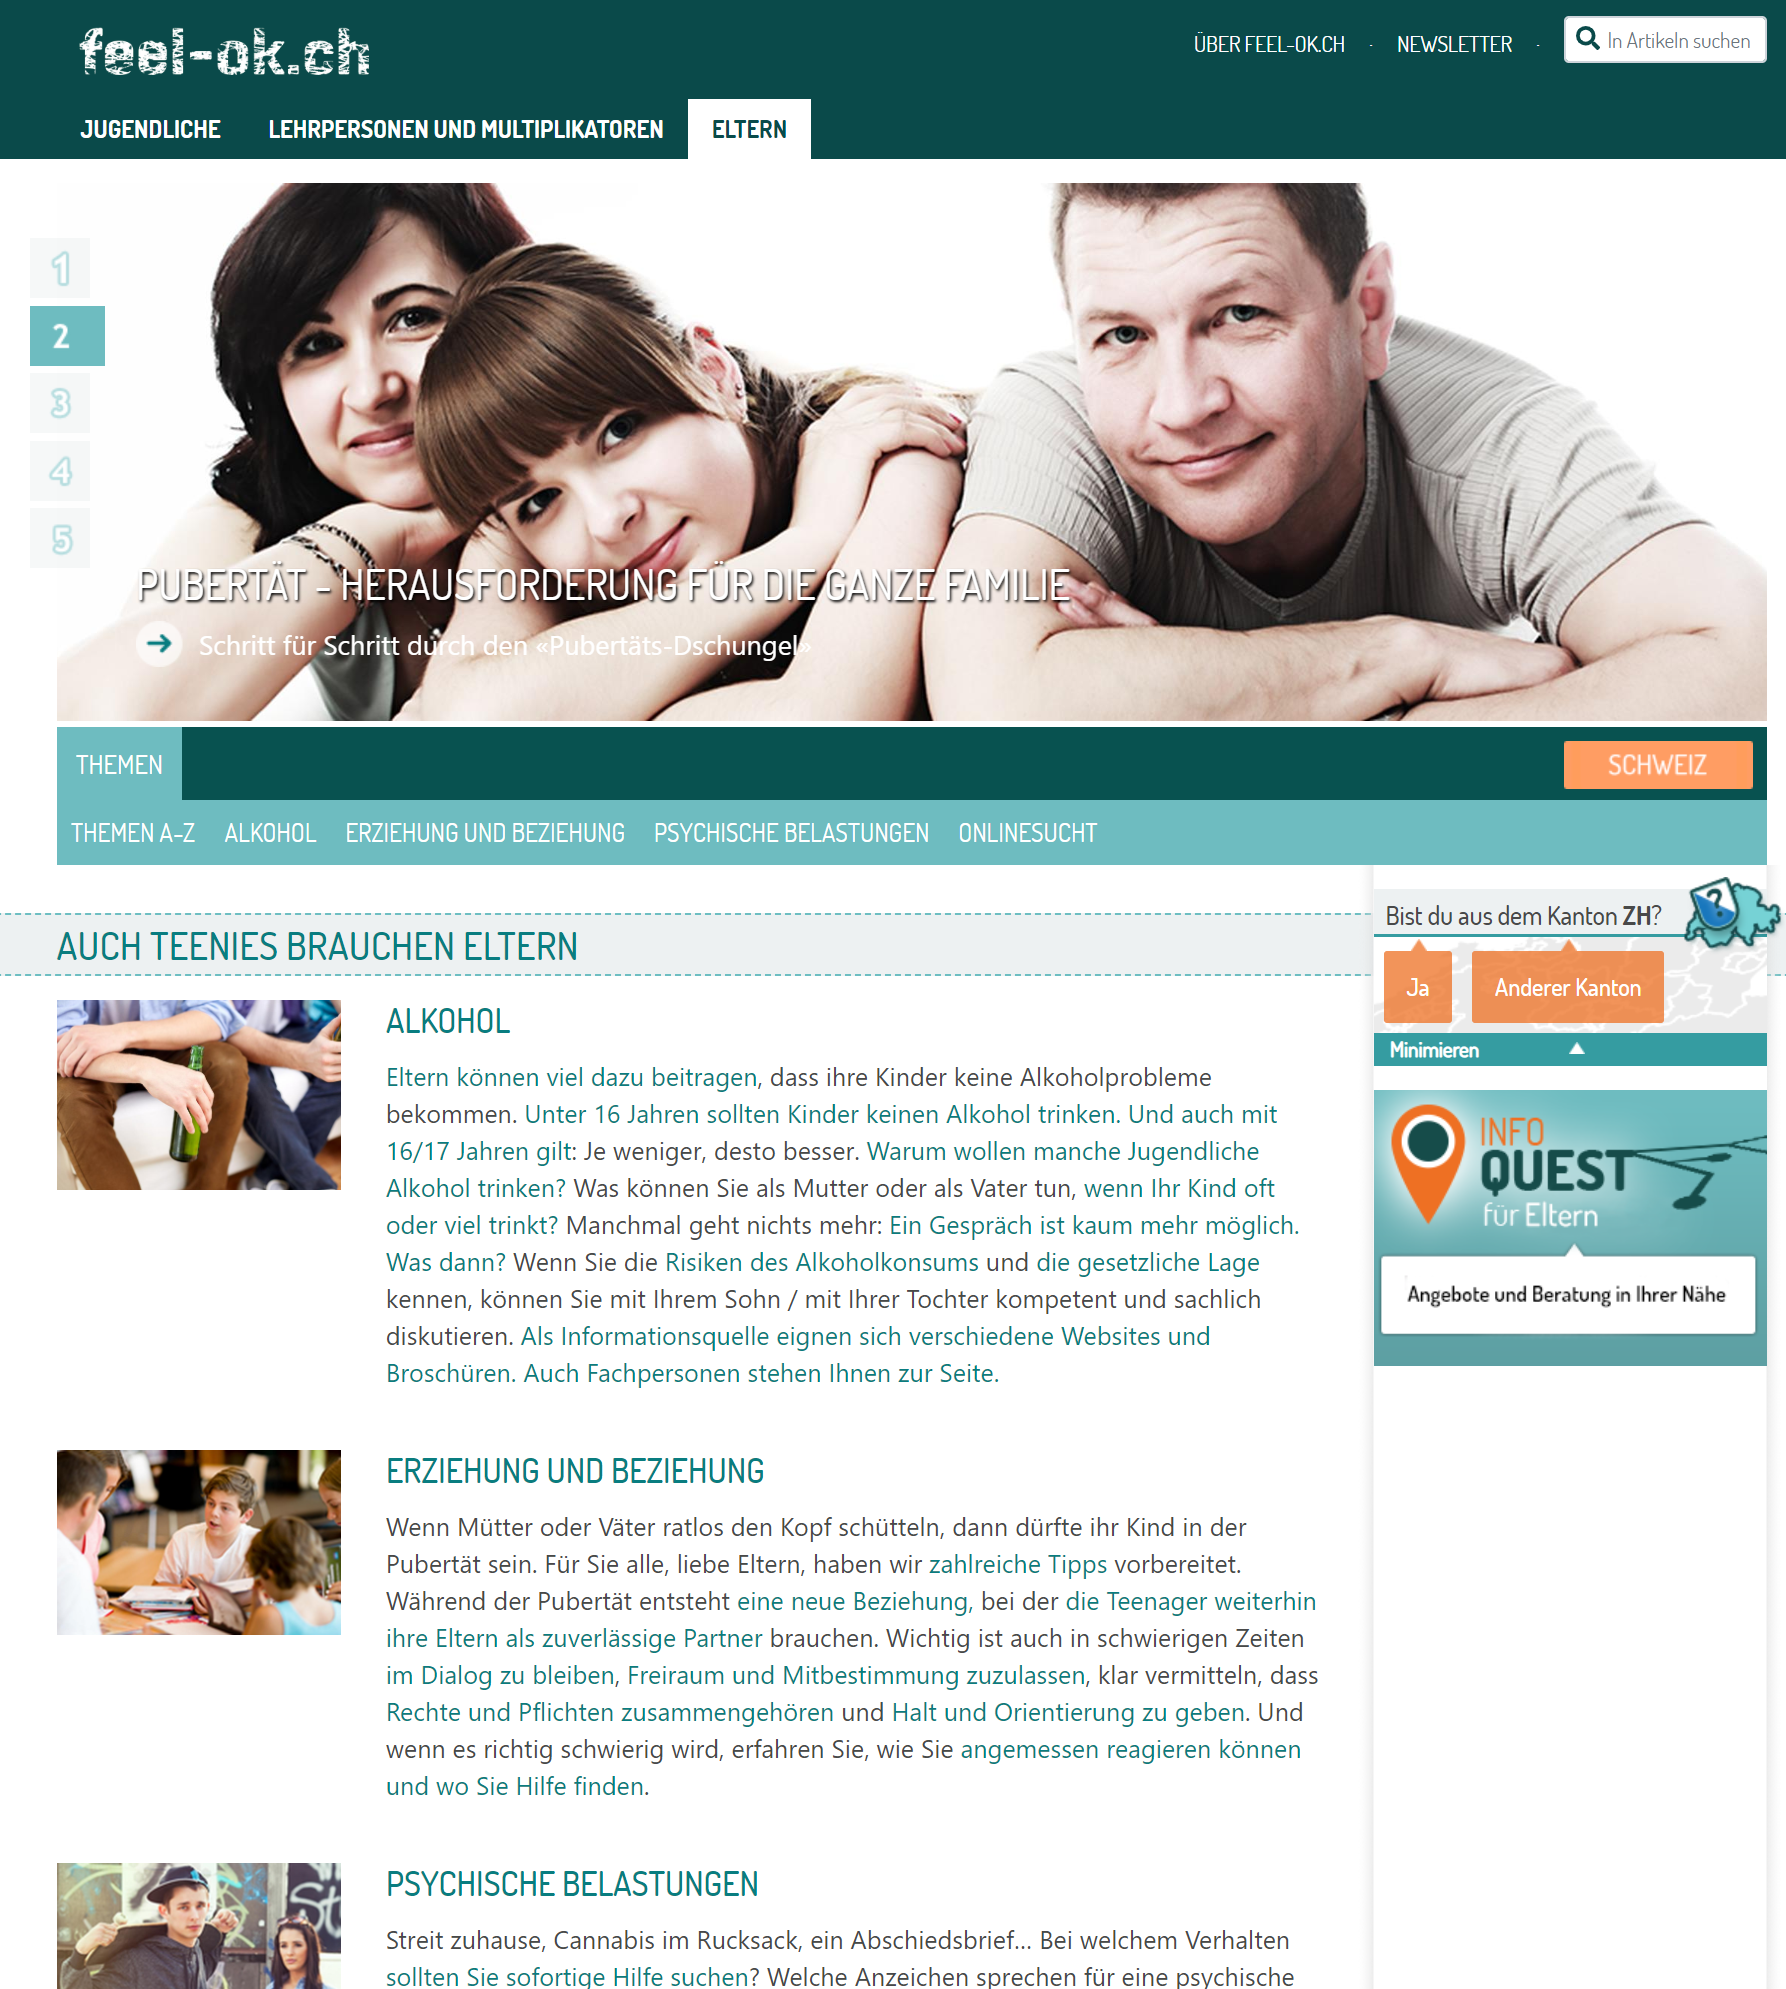 feel-ok.ch
ÜBER FEEL-OK.CH · NEWSLETTER · In Artikeln suchen
JUGENDLICHE LEHRPERSONEN UND MULTIPLIKATOREN ELTERN
1
2
3
4
5
PUBERTÄT - HERAUSFORDERUNG FÜR DIE GANZE FAMILIE
Schritt für Schritt durch den «Pubertäts-Dschungel»
THEMEN SCHWEIZ
THEMEN A-Z ALKOHOL ERZIEHUNG UND BEZIEHUNG PSYCHISCHE BELASTUNGEN ONLINESUCHT
AUCH TEENIES BRAUCHEN ELTERN
ALKOHOL
Eltern können viel dazu beitragen, dass ihre Kinder keine Alkoholprobleme
bekommen. Unter 16 Jahren sollten Kinder keinen Alkohol trinken. Und auch mit
16/17 Jahren gilt: Je weniger, desto besser. Warum wollen manche Jugendliche
Alkohol trinken? Was können Sie als Mutter oder als Vater tun, wenn Ihr Kind oft
oder viel trinkt? Manchmal geht nichts mehr: Ein Gespräch ist kaum mehr möglich.
Was dann? Wenn Sie die Risiken des Alkoholkonsums und die gesetzliche Lage
kennen, können Sie mit Ihrem Sohn / mit Ihrer Tochter kompetent und sachlich
diskutieren. Als Informationsquelle eignen sich verschiedene Websites und
Broschüren. Auch Fachpersonen stehen Ihnen zur Seite.
ERZIEHUNG UND BEZIEHUNG
Wenn Mütter oder Väter ratlos den Kopf schütteln, dann dürfte ihr Kind in der
Pubertät sein. Für Sie alle, liebe Eltern, haben wir zahlreiche Tipps vorbereitet.
Während der Pubertät entsteht eine neue Beziehung, bei der die Teenager weiterhin
ihre Eltern als zuverlässige Partner brauchen. Wichtig ist auch in schwierigen Zeiten
im Dialog zu bleiben, Freiraum und Mitbestimmung zuzulassen, klar vermitteln, dass
Rechte und Pflichten zusammengehören und Halt und Orientierung zu geben. Und
wenn es richtig schwierig wird, erfahren Sie, wie Sie angemessen reagieren können
und wo Sie Hilfe finden.
PSYCHISCHE BELASTUNGEN
Streit zuhause, Cannabis im Rucksack, ein Abschiedsbrief... Bei welchem Verhalten
sollten Sie sofortige Hilfe suchen? Welche Anzeichen sprechen für eine psychische
Bist du aus dem Kanton ZH?
?
Ja Anderer Kanton
Minimieren
INFO
QUEST
für Eltern
Angebote und Beratung in Ihrer Nähe